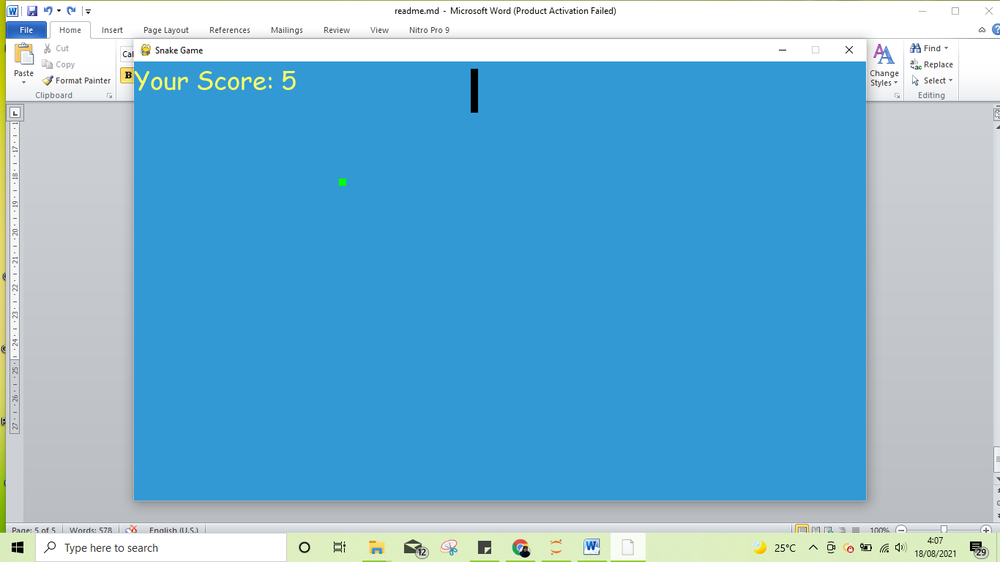 readme.md - Microsoft Word (Product Activation Failed)
File Home Insert Page Layout References Mailings Review View Nitro Pro 9
Cut
Copy
Paste
Format Painter
Clipboard
Cal
B
Change
Styles
Find
Replace
Select
Editing
Snake Game
Your Score: 5
L
17
18
19
20
21
22
23
24
25
26
27
Page: 5 of 5 Words: 578 English (U.S.) 100%
Type here to search
12
25°C
4:07
18/08/2021
29